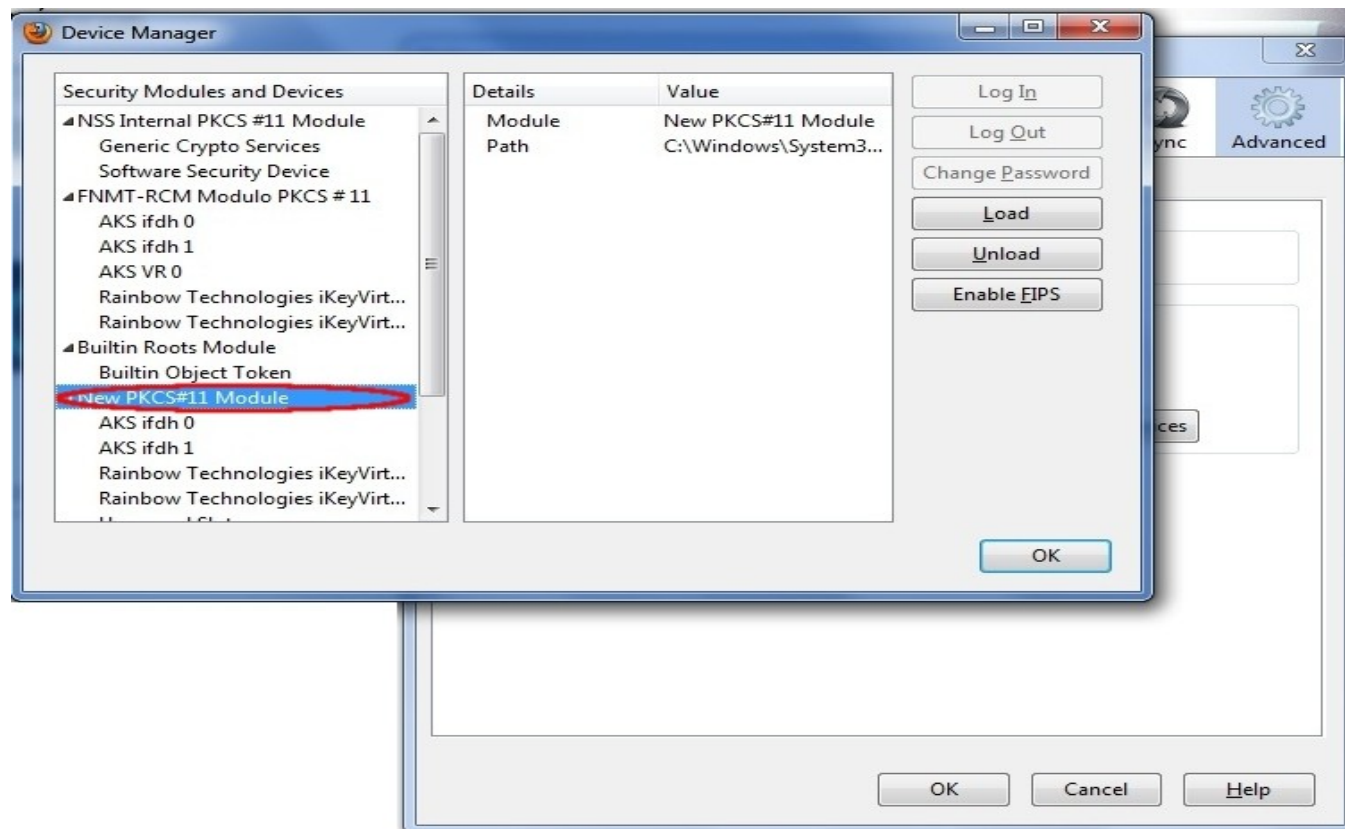 Device Manager
Security Modules and Devices
NSS Internal PKCS #11 Module
Generic Crypto Services
Software Security Device
FNMT-RCM Modulo PKCS # 11
AKS ifdh 0
AKS ifdh 1
AKS VR 0
Rainbow Technologies iKeyVirt...
Rainbow Technologies iKeyVirt...
Builtin Roots Module
Builtin Object Token
New PKCS#11 Module
AKS ifdh 0
AKS ifdh 1
Rainbow Technologies iKeyVirt...
Rainbow Technologies iKeyVirt...
Details Value
Module New PKCS#11 Module
Path C:\Windows\System3...
Log In
Log Out
Change Password
Load
Unload
Enable FIPS
OK
ync Advanced
ces
OK Cancel Help